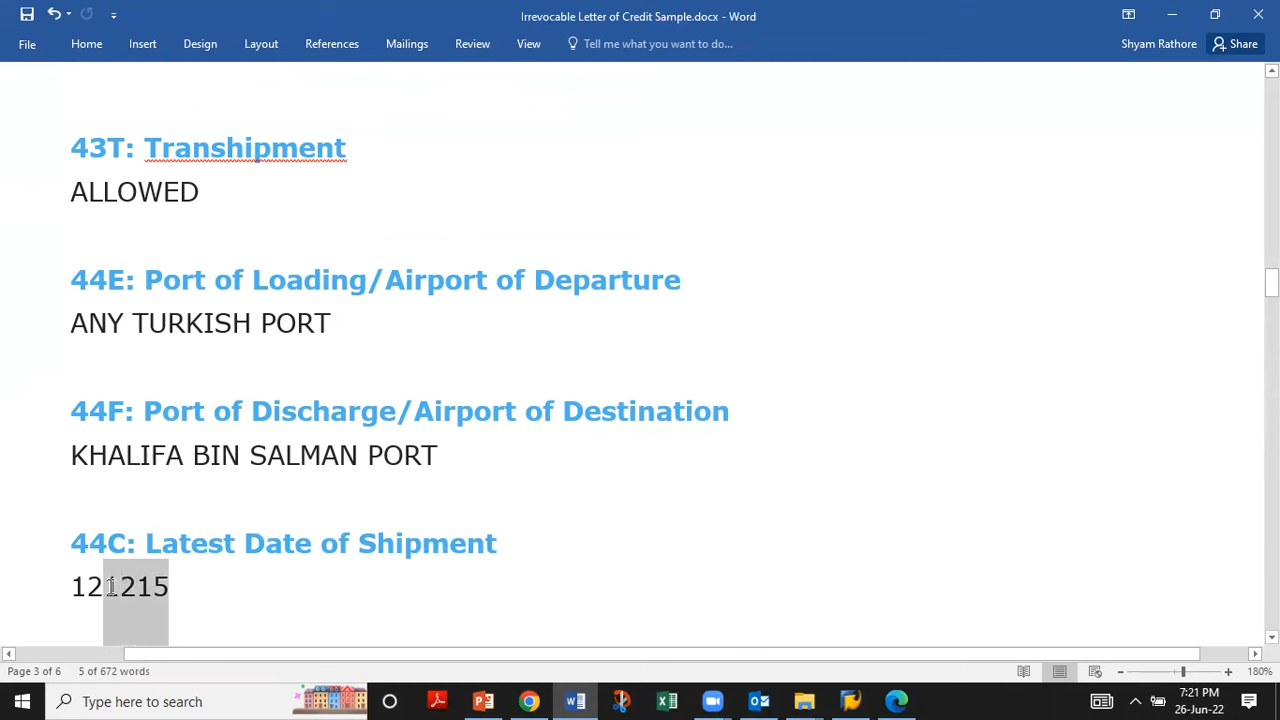 Irrevocable Letter of Credit Sample.docx - Word
File Home Insert Design Layout References Mailings Review View Tell me what you want to do... Shyam Rathore Share
43T: Transhipment
ALLOWED
44E: Port of Loading/Airport of Departure
ANY TURKISH PORT
44F: Port of Discharge/Airport of Destination
KHALIFA BIN SALMAN PORT
44C: Latest Date of Shipment
121215
Page 3 of 6 5 of 672 words 180%
Type here to search 7:21 PM
26-Jun-22